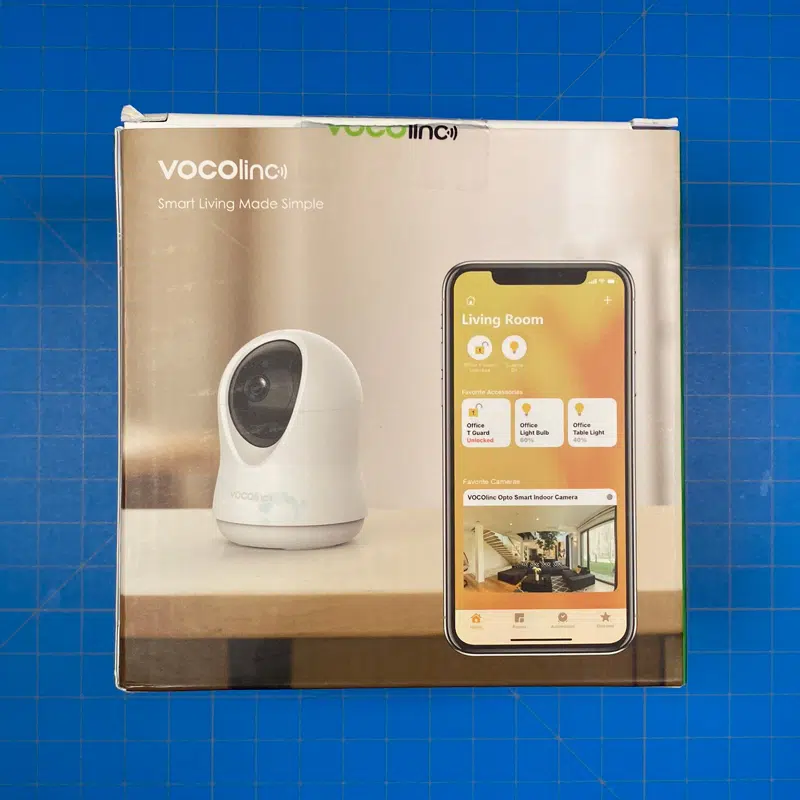 VOCOlinc
VOCOlinc
Smart Living Made Simple
Living Room
Favorite Accessories
Office
T Guard
Unlocked
Office
Light Bulb
60%
Office
Table Light
40%
Favorite Cameras
VOCOlinc Opto Smart Indoor Camera
VOCOlinc